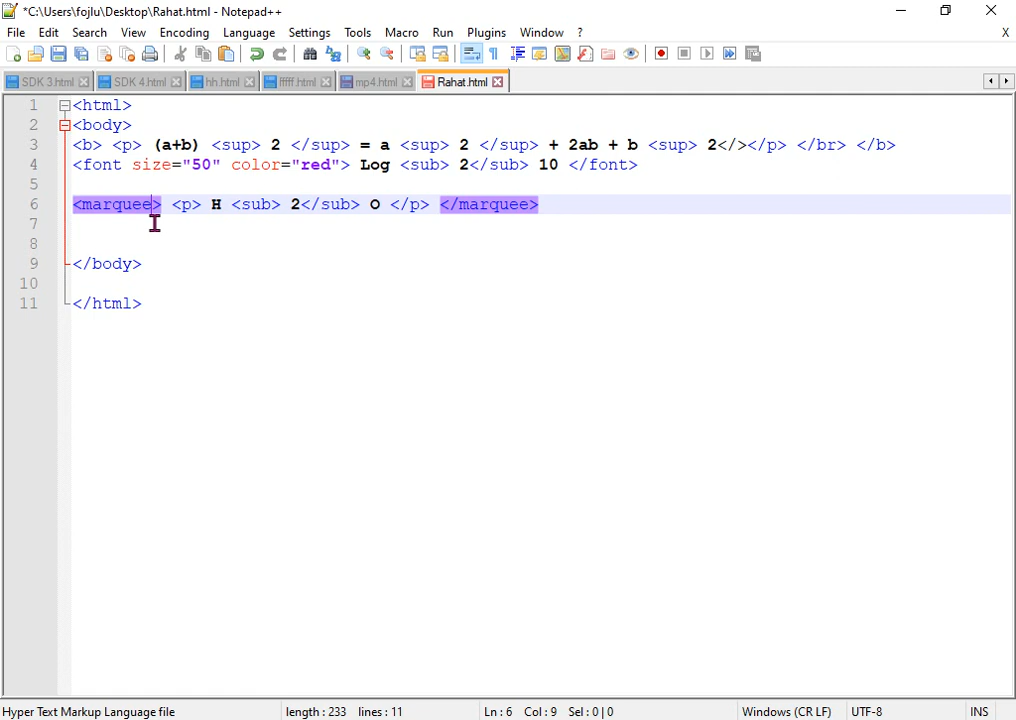 *C:\Users\fojlu\Desktop\Rahat.html - Notepad++
File Edit Search View Encoding Language Settings Tools Macro Run Plugins Window ? X
SDK 3.html SDK 4.html hh.html fffff.html mp4.html Rahat.html
1 <html>
2 <body>
3 <b> <p> (a+b) <sup> 2 </sup> = a <sup> 2 </sup> + 2ab + b <sup> 2</></p> </br> </b>
4 <font size="50" color="red"> Log <sub> 2</sub> 10 </font>
5
6 <marquee> <p> H <sub> 2</sub> O </p> </marquee>
7
8
9 </body>
10
11 </html>
Hyper Text Markup Language file length : 233 lines : 11 Ln : 6 Col : 9 Sel : 0 | 0 Windows (CR LF) UTF-8 INS